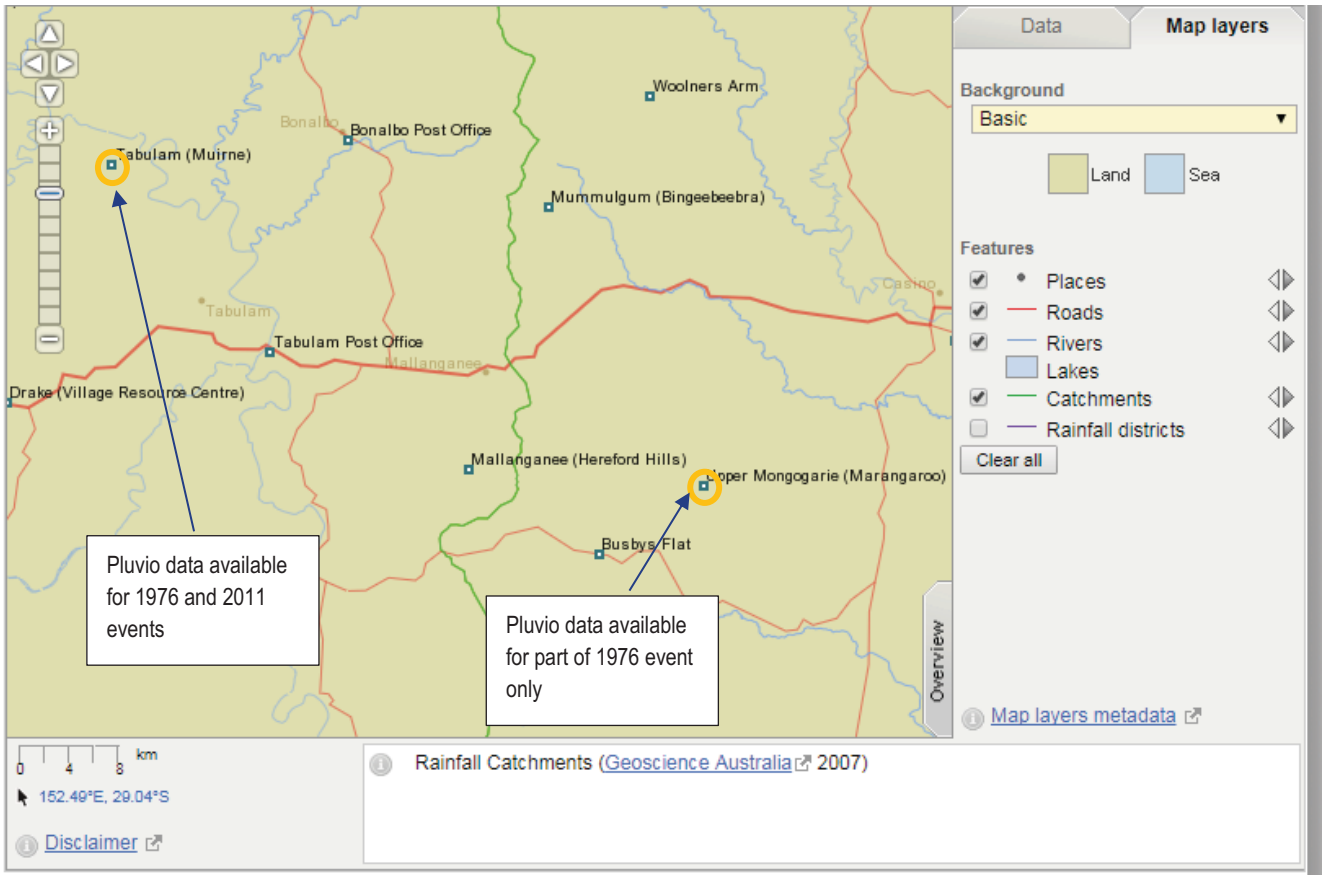 Woolners Arm
Bonalbo
Bonalbo Post Office
Tabulam (Muirne)
Mummulgum (Bingeebeebra)
Casino
Tabulam
Tabulam Post Office
Mallanganee
Drake (Village Resource Centre)
Mallanganee (Hereford Hills)
Upper Mongogarie (Marangaroo)
Busbys Flat
Pluvio data available
for 1976 and 2011
events
Pluvio data available
for part of 1976 event
only
Overview
Data
Map layers
Background
Basic
Land
Sea
Features
Places
Roads
Rivers
Lakes
Catchments
Rainfall districts
Clear all
Map layers metadata
km
0 4 8
152.49°E, 29.04°S
Disclaimer
Rainfall Catchments (Geoscience Australia 2007)